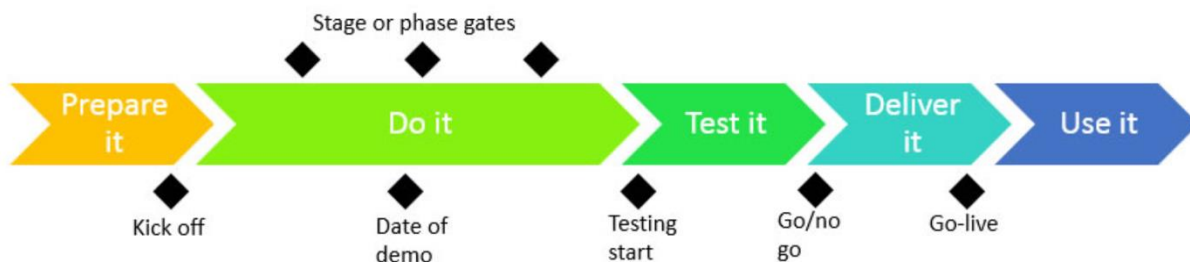 Stage or phase gates
Prepare
it
Do it
Test it
Deliver
it
Use it
Kick off
Date of
demo
Testing
start
Go/no
go
Go-live